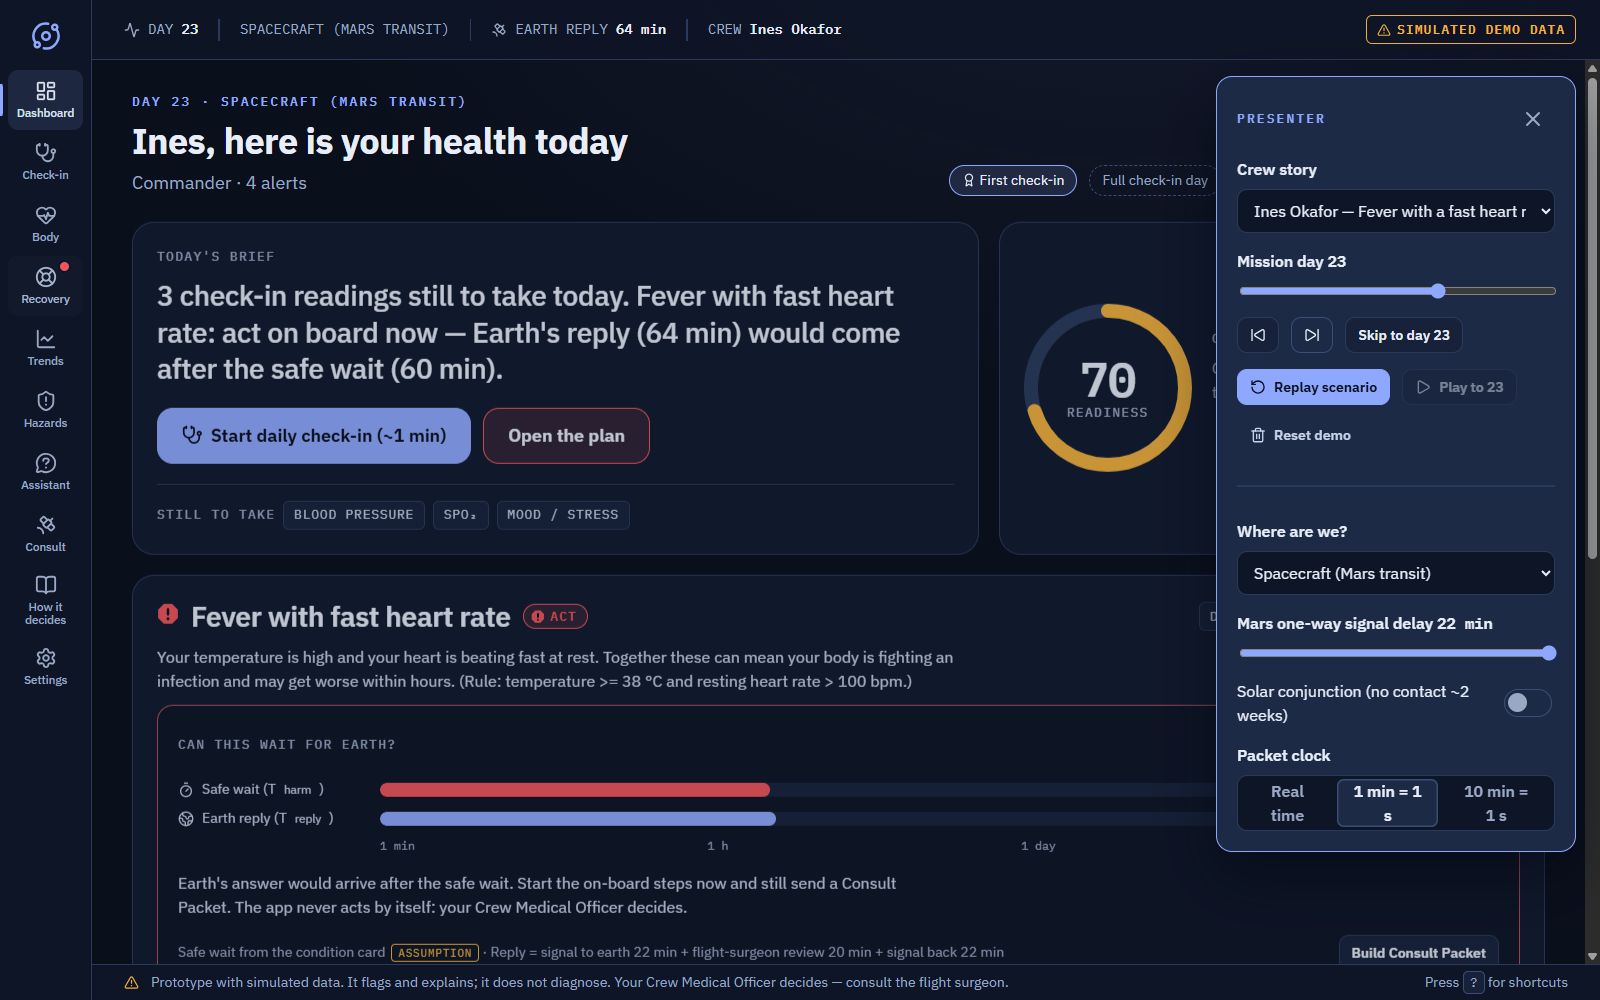 DAY 23
SPACECRAFT (MARS TRANSIT)
EARTH REPLY 64 min
CREW Ines Okafor
SIMULATED DEMO DATA
Dashboard
Check-in
Body
Recovery
Trends
Hazards
Assistant
Consult
How it
decides
Settings
DAY 23 · SPACECRAFT (MARS TRANSIT)
Ines, here is your health today
Commander · 4 alerts
First check-in
Full check-in day
TODAY'S BRIEF
3 check-in readings still to take today. Fever with fast heart
rate: act on board now — Earth's reply (64 min) would come
after the safe wait (60 min).
Start daily check-in (~1 min)
Open the plan
STILL TO TAKE
BLOOD PRESSURE
SPO₂
MOOD / STRESS
70
READINESS
Fever with fast heart rate
ACT
Your temperature is high and your heart is beating fast at rest. Together these can mean your body is fighting an
infection and may get worse within hours. (Rule: temperature >= 38 °C and resting heart rate > 100 bpm.)
CAN THIS WAIT FOR EARTH?
Safe wait (T harm )
Earth reply (T reply )
1 min
1 h
1 day
Earth's answer would arrive after the safe wait. Start the on-board steps now and still send a Consult
Packet. The app never acts by itself: your Crew Medical Officer decides.
Safe wait from the condition card ASSUMPTION · Reply = signal to earth 22 min + flight-surgeon review 20 min + signal back 22 min
Build Consult Packet
PRESENTER
Crew story
Ines Okafor — Fever with a fast heart r
Mission day 23
Skip to day 23
Replay scenario
Play to 23
Reset demo
Where are we?
Spacecraft (Mars transit)
Mars one-way signal delay 22 min
Solar conjunction (no contact ~2
weeks)
Packet clock
Real
time
1 min = 1
s
10 min =
1 s
Prototype with simulated data. It flags and explains; it does not diagnose. Your Crew Medical Officer decides — consult the flight surgeon.
Press ? for shortcuts